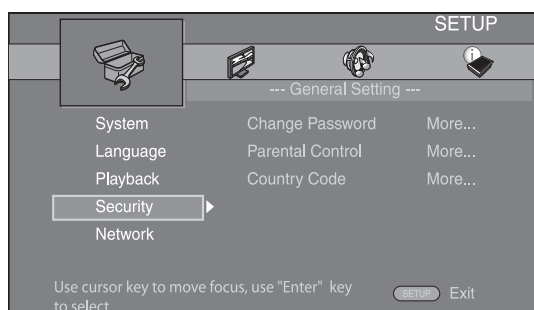 SETUP
--- General Setting ---
System Change Password More...
Language Parental Control More...
Playback Country Code More...
Security
Network
Use cursor key to move focus, use "Enter" key
to select
SETUP Exit